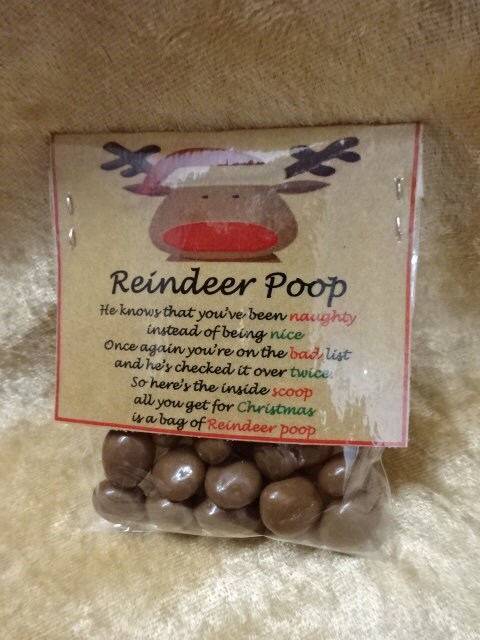 Reindeer Poop
He knows that you've been naughty
instead of being nice
Once again you're on the bad list
and he's checked it over twice.
So here's the inside scoop
all you get for Christmas
is a bag of Reindeer poop